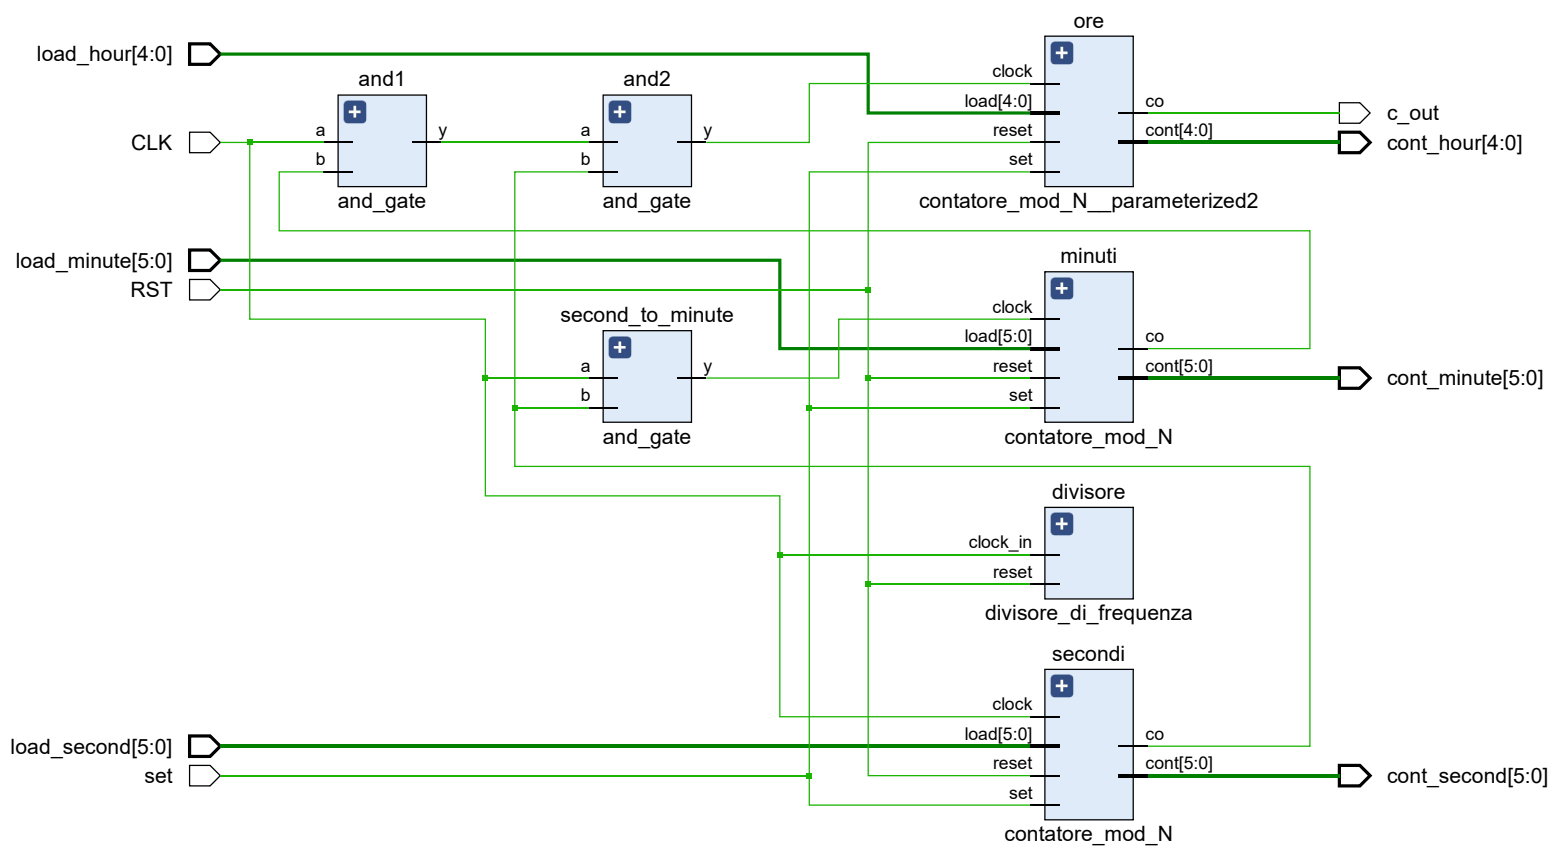 ore
load_hour[4:0]
and1
and2
clock
load[4:0]
co
c_out
CLK
a
y
a
y
reset
cont[4:0]
cont_hour[4:0]
b
b
set
and_gate
and_gate
contatore_mod_N__parameterized2
load_minute[5:0]
minuti
RST
second_to_minute
clock
load[5:0]
co
a
y
reset
cont[5:0]
cont_minute[5:0]
b
set
and_gate
contatore_mod_N
divisore
clock_in
reset
divisore_di_frequenza
secondi
clock
load_second[5:0]
load[5:0]
co
set
reset
cont[5:0]
cont_second[5:0]
set
contatore_mod_N